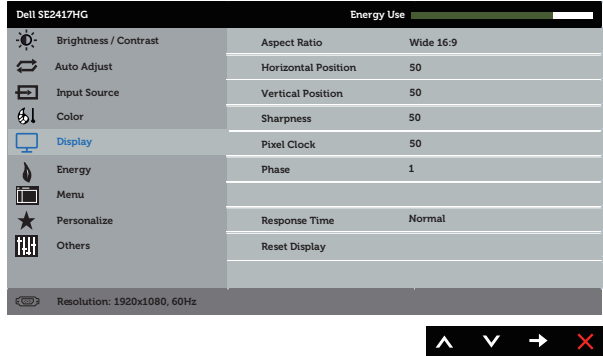 Dell SE2417HG Energy Use
Brightness / Contrast
Auto Adjust
Input Source
Color
Display
Energy
Menu
Personalize
Others
Aspect Ratio Wide 16:9
Horizontal Position 50
Vertical Position 50
Sharpness 50
Pixel Clock 50
Phase 1
Response Time Normal
Reset Display
Resolution: 1920x1080, 60Hz